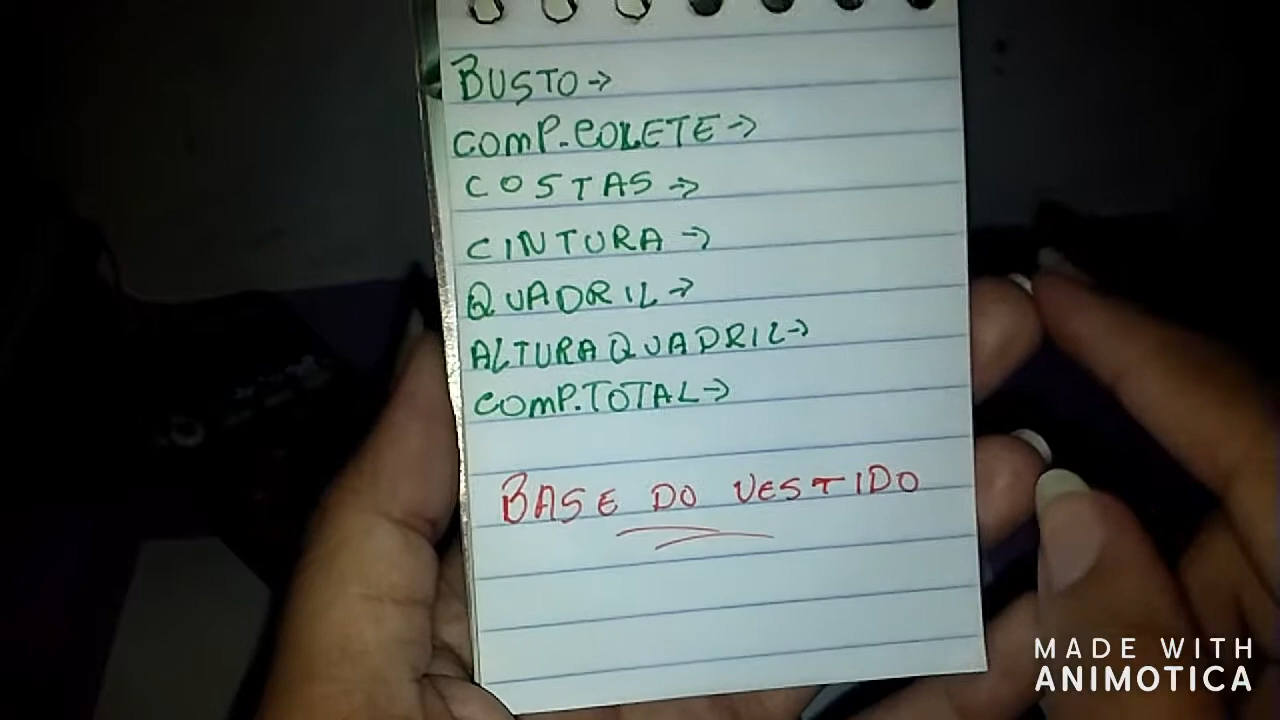 BUSTO →
COMP. COLETE →
COSTAS →
CINTURA →
QUADRIL →
ALTURA QUADRIL →
COMP. TOTAL →
BASE DO VESTIDO
MADE WITH
ANIMOTICA